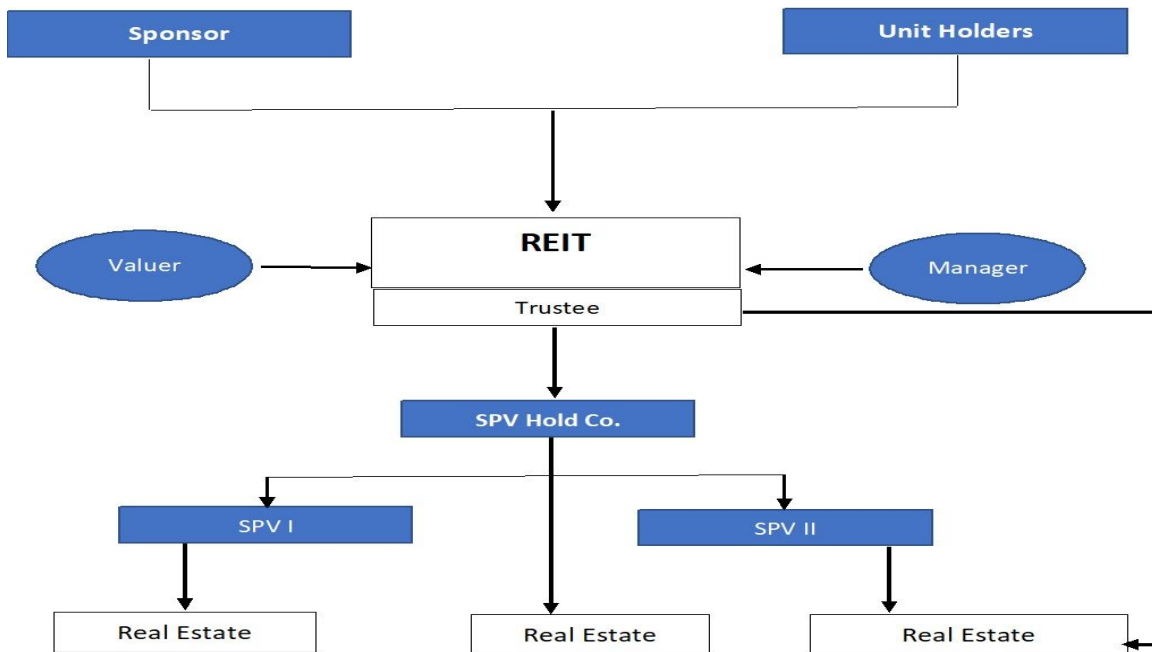 Sponsor
Unit Holders
REIT
Valuer
Manager
Trustee
SPV Hold Co.
SPV I
SPV II
Real Estate
Real Estate
Real Estate